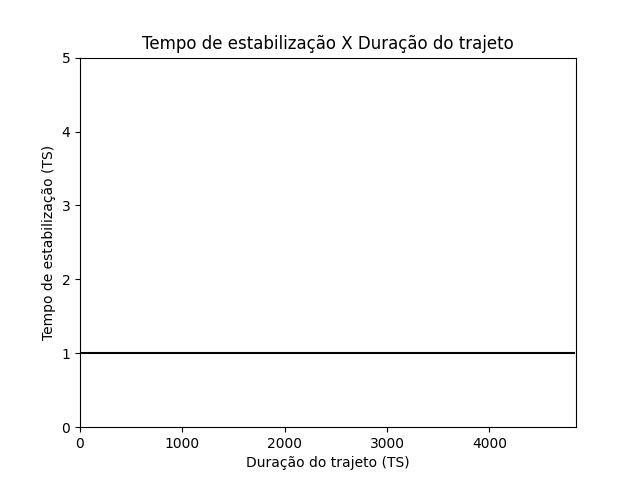 Tempo de estabilização X Duração do trajeto
5
4
3
2
1
0
Tempo de estabilização (TS)
0 1000 2000 3000 4000
Duração do trajeto (TS)